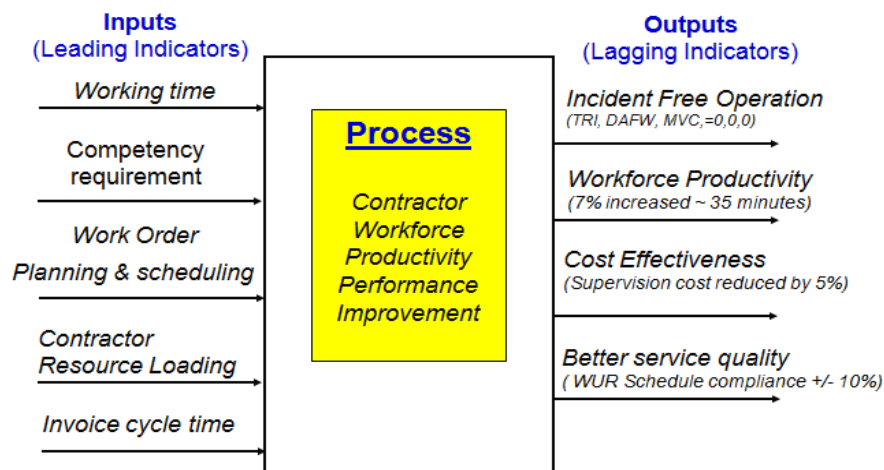 Inputs
(Leading Indicators)
Working time
Competency
requirement
Work Order
Planning & scheduling
Contractor
Resource Loading
Invoice cycle time
Process
Contractor
Workforce
Productivity
Performance
Improvement
Outputs
(Lagging Indicators)
Incident Free Operation
(TRI, DAFW, MVC,=0,0,0)
Workforce Productivity
(7% increased ~ 35 minutes)
Cost Effectiveness
(Supervision cost reduced by 5%)
Better service quality
( WUR Schedule compliance +/- 10%)